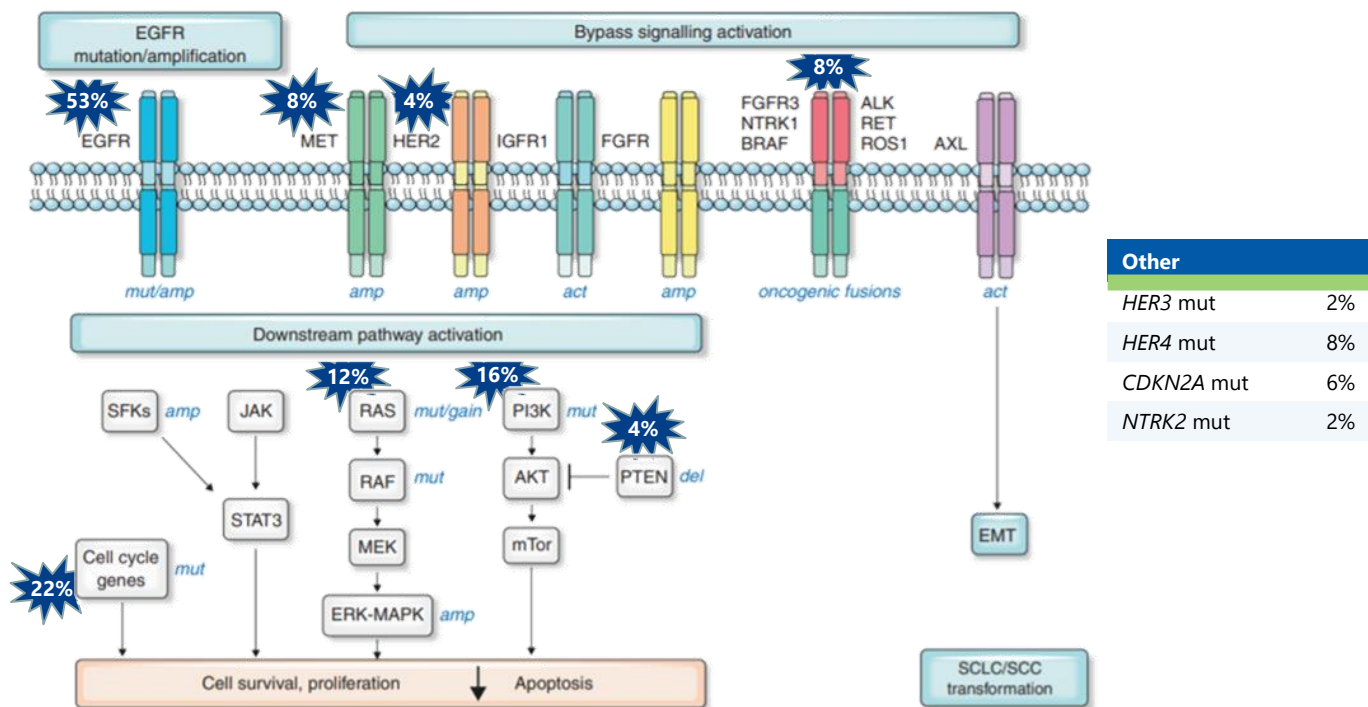 EGFR
mutation/amplification
Bypass signalling activation
53%
8%
4%
8%
EGFR
MET
HER2
IGFR1
FGFR
FGFR3
NTRK1
BRAF
ALK
RET
ROS1
AXL
mut/amp
amp
amp
act
amp
oncogenic fusions
act
Downstream pathway activation
12%
16%
4%
SFKs
amp
JAK
RAS
mut/gain
PI3K
mut
RAF
mut
AKT
PTEN
del
STAT3
MEK
mTor
Cell cycle
genes
mut
22%
ERK-MAPK
amp
EMT
Cell survival, proliferation
Apoptosis
SCLC/SCC
transformation
Other
HER3 mut 2%
HER4 mut 8%
CDKN2A mut 6%
NTRK2 mut 2%